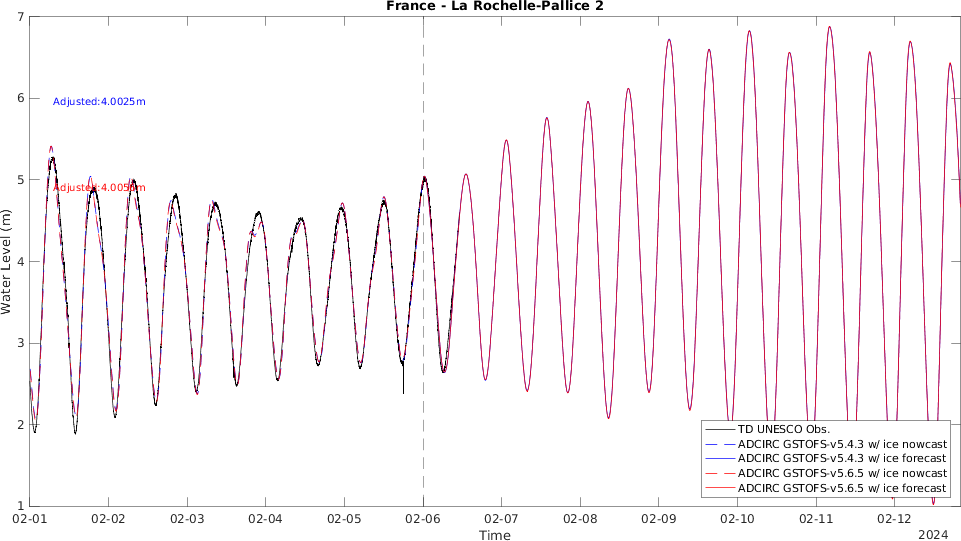 France - La Rochelle-Pallice 2
7
6
5
4
3
2
1
Water Level (m)
Adjusted:4.0025m
Adjusted:4.0055m
TD UNESCO Obs.
ADCIRC GSTOFS-v5.4.3 w/ ice nowcast
ADCIRC GSTOFS-v5.4.3 w/ ice forecast
ADCIRC GSTOFS-v5.6.5 w/ ice nowcast
ADCIRC GSTOFS-v5.6.5 w/ ice forecast
02-01 02-02 02-03 02-04 02-05 02-06 02-07 02-08 02-09 02-10 02-11 02-12
Time
2024